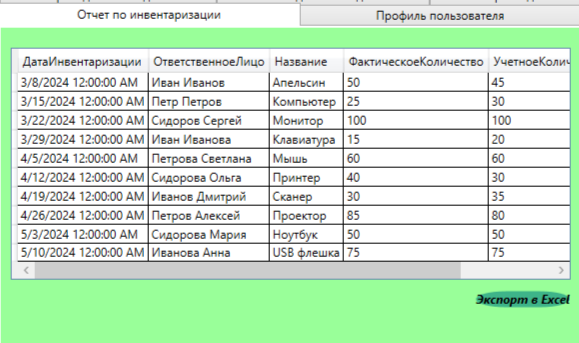 Отчет по инвентаризации Профиль пользователя
ДатаИнвентаризации ОтветственноеЛицо Название ФактическоеКоличество УчетноеКолич
3/8/2024 12:00:00 AM Иван Иванов Апельсин 50 45
3/15/2024 12:00:00 AM Петр Петров Компьютер 25 30
3/22/2024 12:00:00 AM Сидоров Сергей Монитор 100 100
3/29/2024 12:00:00 AM Иван Иванова Клавиатура 15 20
4/5/2024 12:00:00 AM Петрова Светлана Мышь 60 60
4/12/2024 12:00:00 AM Сидорова Ольга Принтер 40 30
4/19/2024 12:00:00 AM Иванов Дмитрий Сканер 30 35
4/26/2024 12:00:00 AM Петров Алексей Проектор 85 80
5/3/2024 12:00:00 AM Сидорова Мария Ноутбук 50 50
5/10/2024 12:00:00 AM Иванова Анна USB флешка 75 75
Экспорт в Excel